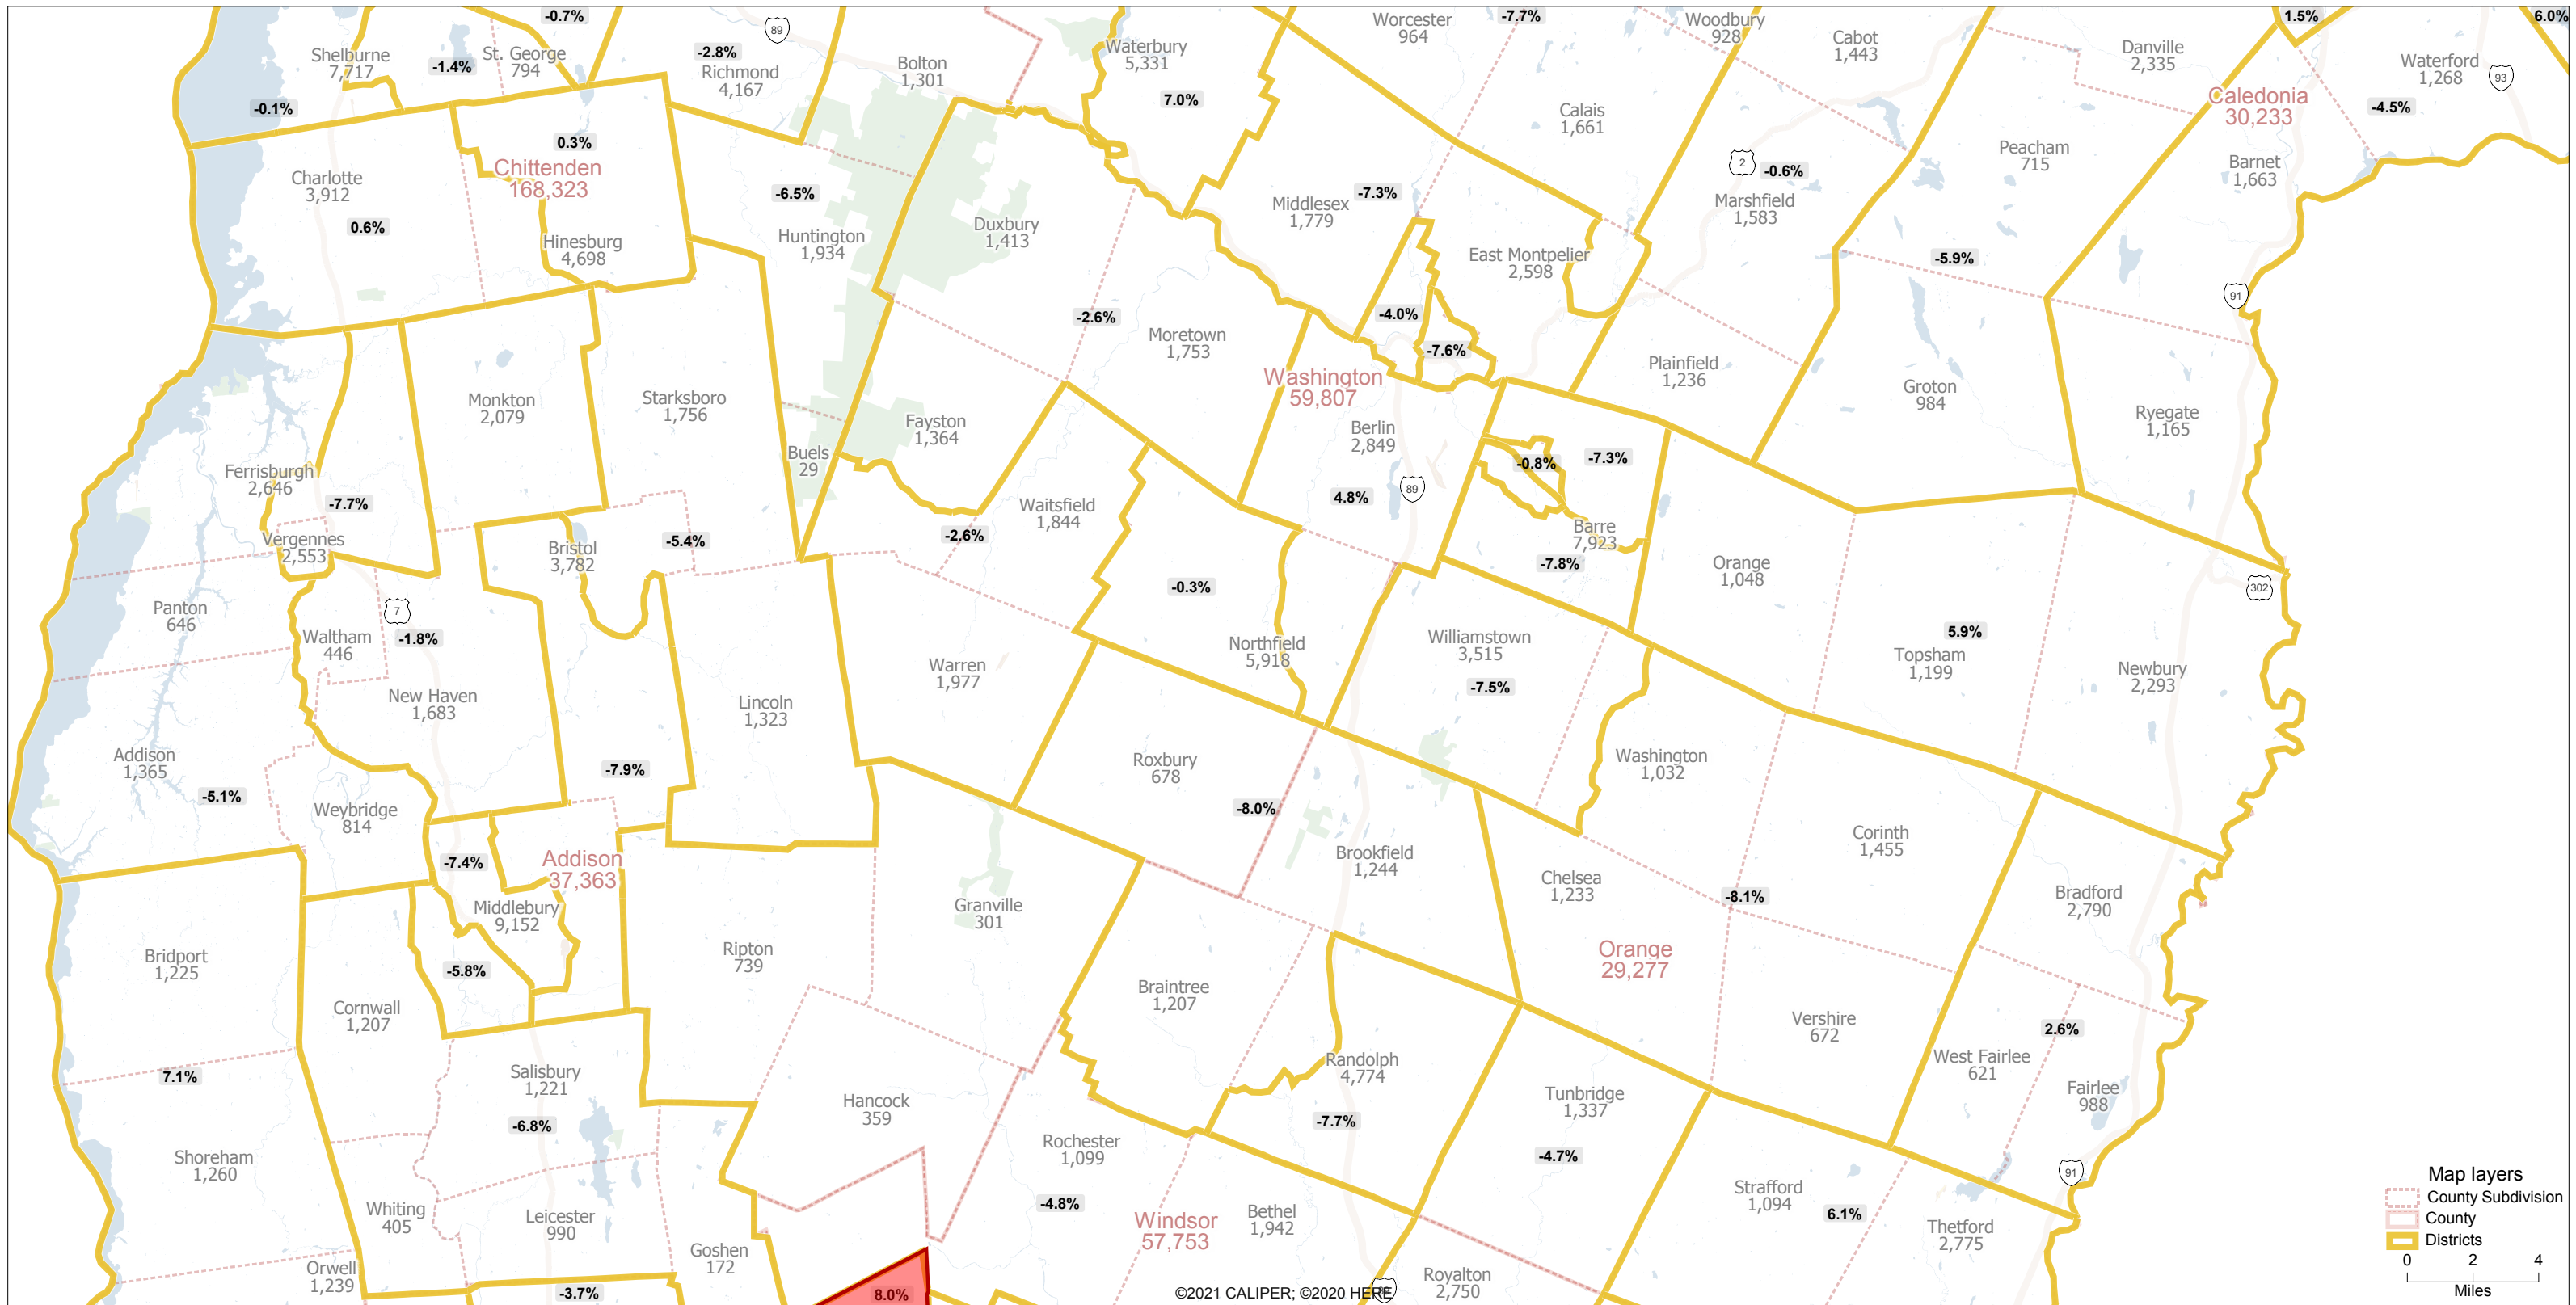 -0.7%
-7.7%
1.5%
6.0%
Shelburne
7,717
St. George
794
-1.4%
-2.8%
Richmond
4,167
89
Bolton
1,301
Waterbury
5,331
7.0%
Worcester
964
Woodbury
928
Cabot
1,443
Danville
2,335
Waterford
1,268
93
-0.1%
Caledonia
30,233
-4.5%
Calais
1,661
0.3%
Chittenden
168,323
Charlotte
3,912
0.6%
Hinesburg
4,698
-6.5%
Huntington
1,934
Duxbury
1,413
Middlesex
1,779
-7.3%
2
-0.6%
Marshfield
1,583
Peacham
715
Barnet
1,663
East Montpelier
2,598
-5.9%
91
-2.6%
Moretown
1,753
-4.0%
-7.6%
Washington
59,807
Plainfield
1,236
Groton
984
Ryegate
1,165
Monkton
2,079
Starksboro
1,756
Fayston
1,364
Berlin
2,849
Buels
29
Ferrisburgh
2,646
-7.7%
4.8%
89
-0.8%
-7.3%
Waitsfield
1,844
-2.6%
Vergennes
2,553
Bristol
3,782
-5.4%
Barre
7,923
-7.8%
Orange
1,048
302
-0.3%
Panton
646
7
-1.8%
Waltham
446
Northfield
5,918
Williamstown
3,515
-7.5%
5.9%
Topsham
1,199
Newbury
2,293
Warren
1,977
New Haven
1,683
Lincoln
1,323
Addison
1,365
-5.1%
-7.9%
Roxbury
678
-8.0%
Washington
1,032
Weybridge
814
-7.4%
Addison
37,363
Brookfield
1,244
Corinth
1,455
Chelsea
1,233
-8.1%
Bradford
2,790
Granville
301
Middlebury
9,152
Bridport
1,225
-5.8%
Ripton
739
Orange
29,277
Braintree
1,207
Cornwall
1,207
Vershire
672
2.6%
West Fairlee
621
Randolph
4,774
Fairlee
988
7.1%
Salisbury
1,221
-6.8%
Hancock
359
Tunbridge
1,337
-7.7%
-4.7%
Rochester
1,099
Shoreham
1,260
91
Strafford
1,094
6.1%
-4.8%
Windsor
57,753
Bethel
1,942
Whiting
405
Leicester
990
Thetford
2,775
Goshen
172
Orwell
1,239
-3.7%
8.0%
Royalton
2,750
©2021 CALIPER; ©2020 HERE
Map layers
County Subdivision
County
Districts
0 2 4
Miles